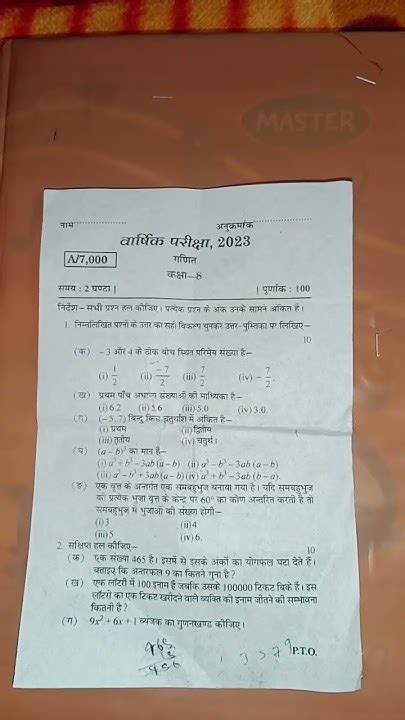 MASTER
नाम
अनुक्रमांक
वार्षिक परीक्षा, 2023
A/7,000
गणित
कक्षा—8
समय : 2 घण्टा |
| पूर्णांक : 100
निर्देश—सभी प्रश्न हल कीजिए। प्रत्येक प्रश्न के अंक उनके सामने अंकित हैं।
1. निम्नलिखित प्रश्नों के उत्तर का सही विकल्प चुनकर उत्तर-पुस्तिका पर लिखिए—
10
(क) −3 और 4 के ठीक बीच स्थित परिमेय संख्या है—
(i) 1/2 (ii) −7/2 (iii) 7/2 (iv) −7/2
(ख) प्रथम पाँच अभाज्य संख्याओं की माध्यिका है—
(i) 6.2 (ii) 5.6 (iii) 5.0 (iv) 3.0.
(ग) (−5, 7) बिन्दु किस चतुर्थांश में अंकित है—
(i) प्रथम (ii) द्वितीय
(iii) तृतीय (iv) चतुर्थ।
(घ) (a−b)³ का मान है—
(i) a³+b³−3ab(a−b) (ii) a³−b³−3ab(a−b)
(iii) a³−b³+3ab(a−b) (iv) a³+b³−3ab(b−a).
(ङ) एक वृत्त के अन्तर्गत एक समबहुभुज बनाया गया है। यदि समबहुभुज
की प्रत्येक भुजा वृत्त के केन्द्र पर 60° का कोण अन्तरित करती है तो
समबहुभुज में भुजाओं की संख्या होगी—
(i) 3 (ii) 4
(iii) 5 (iv) 6.
2. संक्षिप्त हल कीजिए—
10
(क) एक संख्या 465 है। इसमें से इसके अंकों का योगफल घटा देते हैं।
बताइए कि अन्तरफल 9 का कितने गुना है?
(ख) एक लॉटरी में 100 इनाम हैं जबकि उसके 100000 टिकट बिके हैं। इस
लॉटरी का एक टिकट खरीदने वाले व्यक्ति को इनाम जीतने की सम्भावना
कितनी है?
(ग) 9x²+6x+1 व्यंजक का गुणनखण्ड कीजिए।
P.T.O.